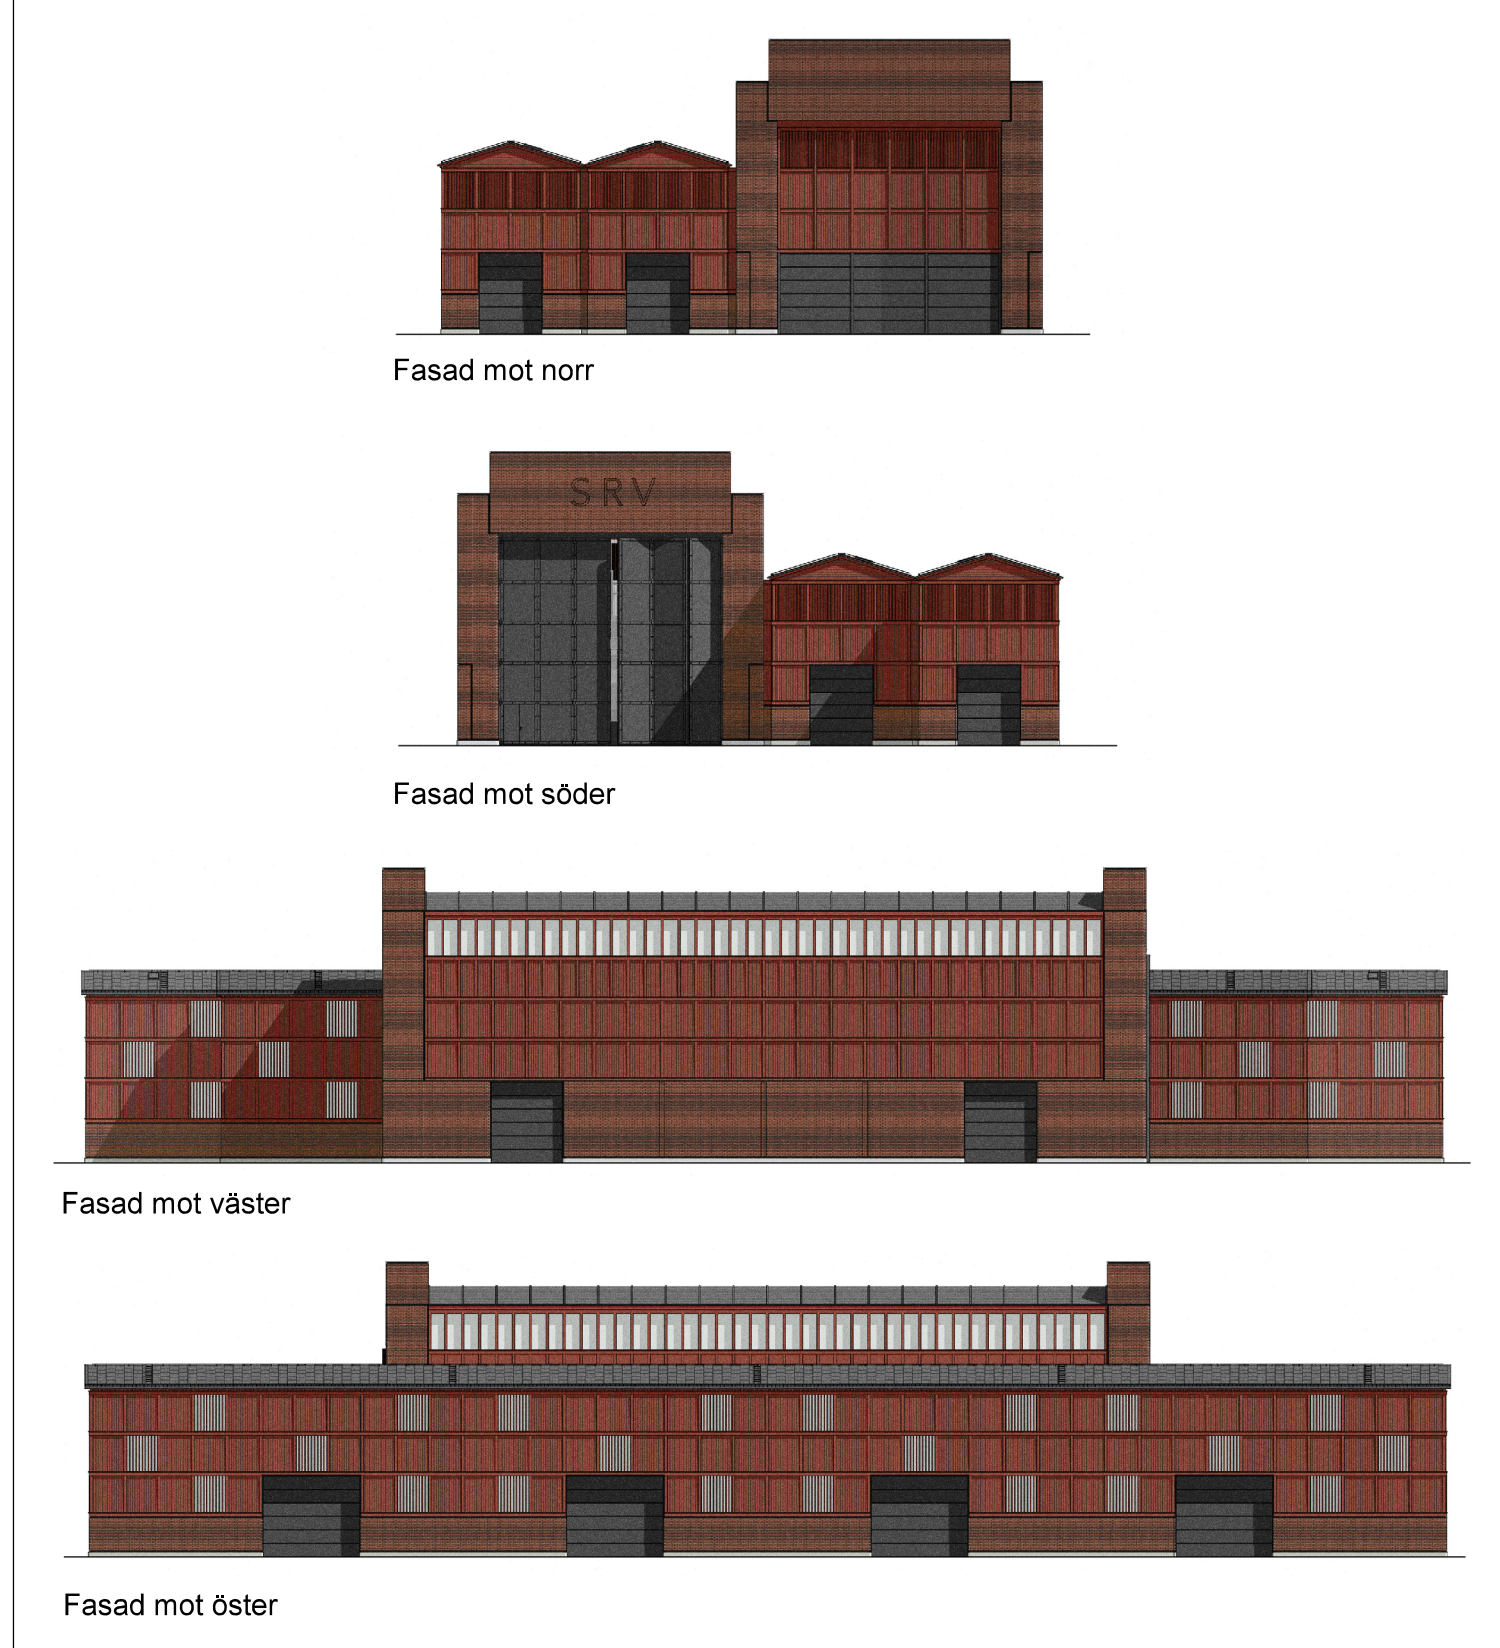 Fasad mot norr
SRV
Fasad mot söder
Fasad mot väster
Fasad mot öster